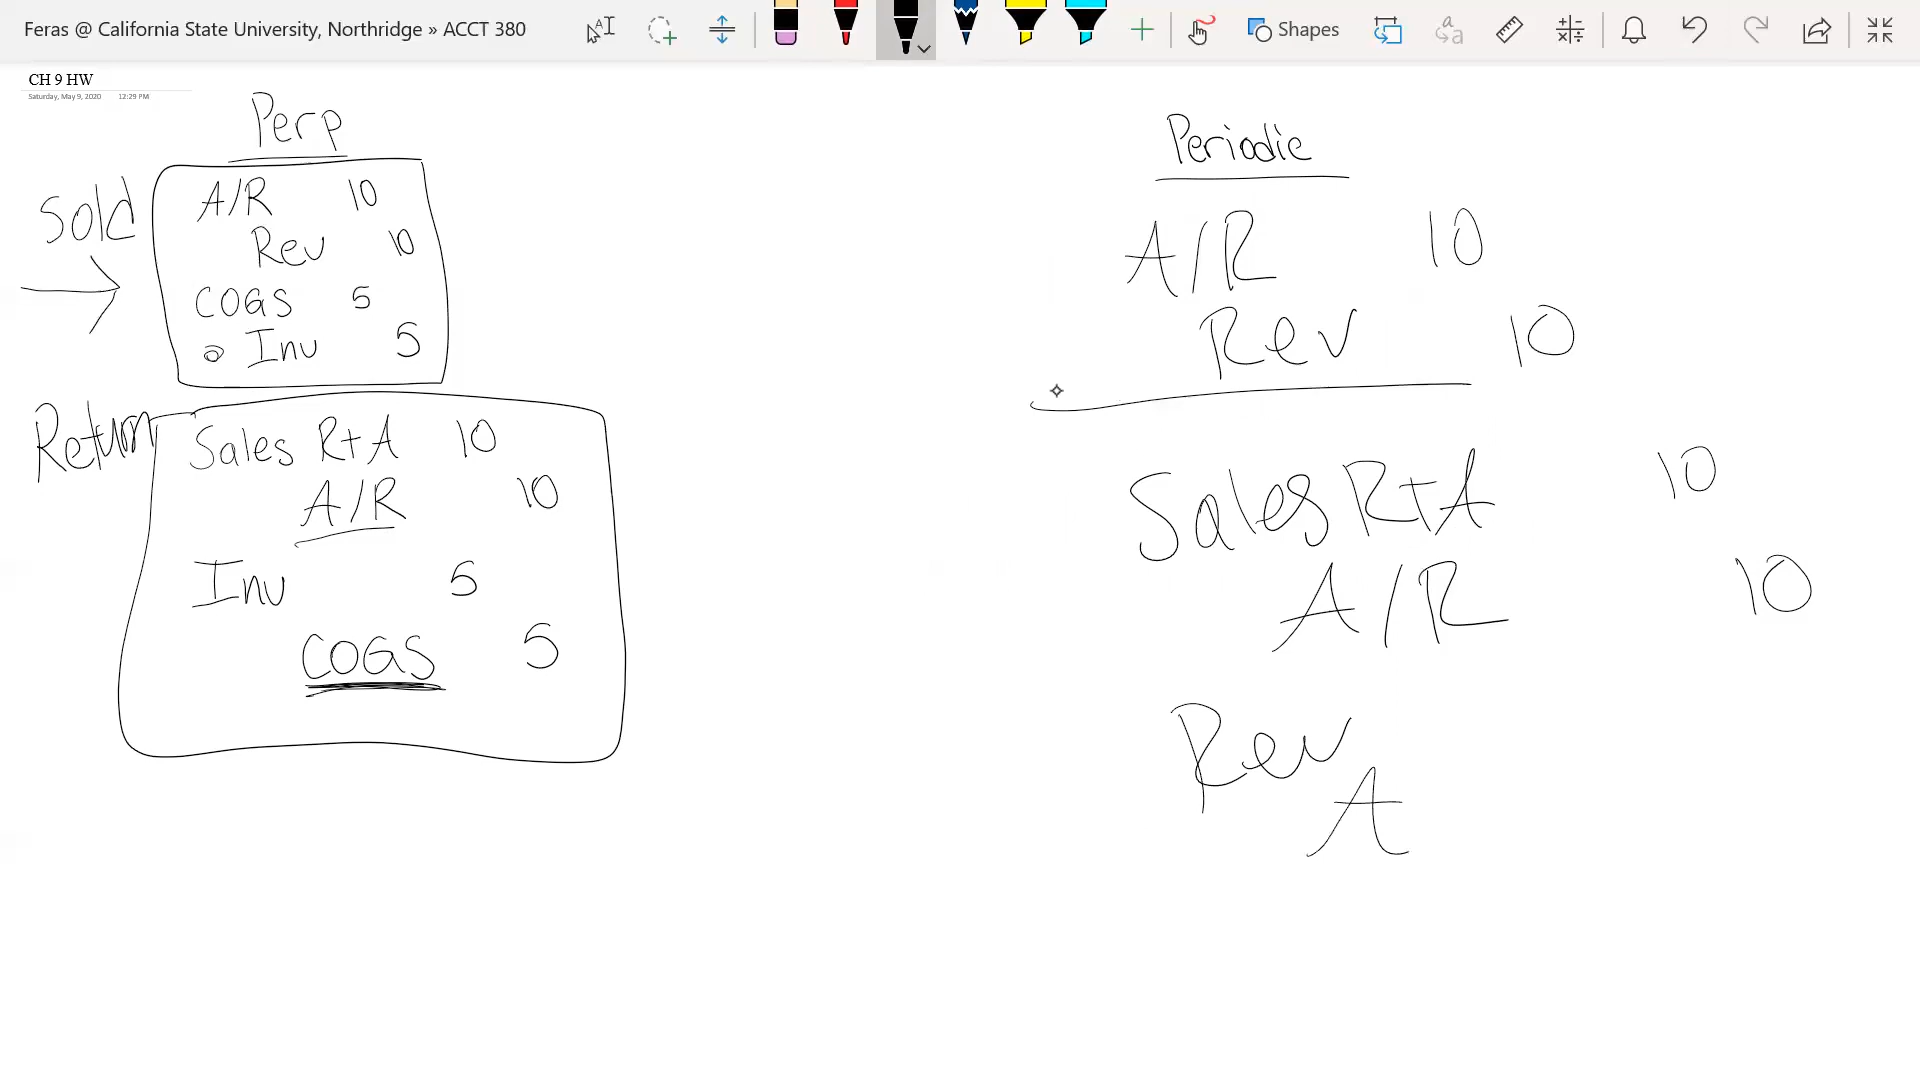 Feras @ California State University, Northridge » ACCT 380
Shapes
CH 9 HW
Saturday, May 9, 2020 12:29 PM
Perp
Sold
A/R 10
Rev 10
COGS 5
Inv 5
Return
Sales R+A 10
A/R 10
Inv 5
COGS 5
Periodic
A/R 10
Rev 10
Sales R+A 10
A/R 10
Rev
A